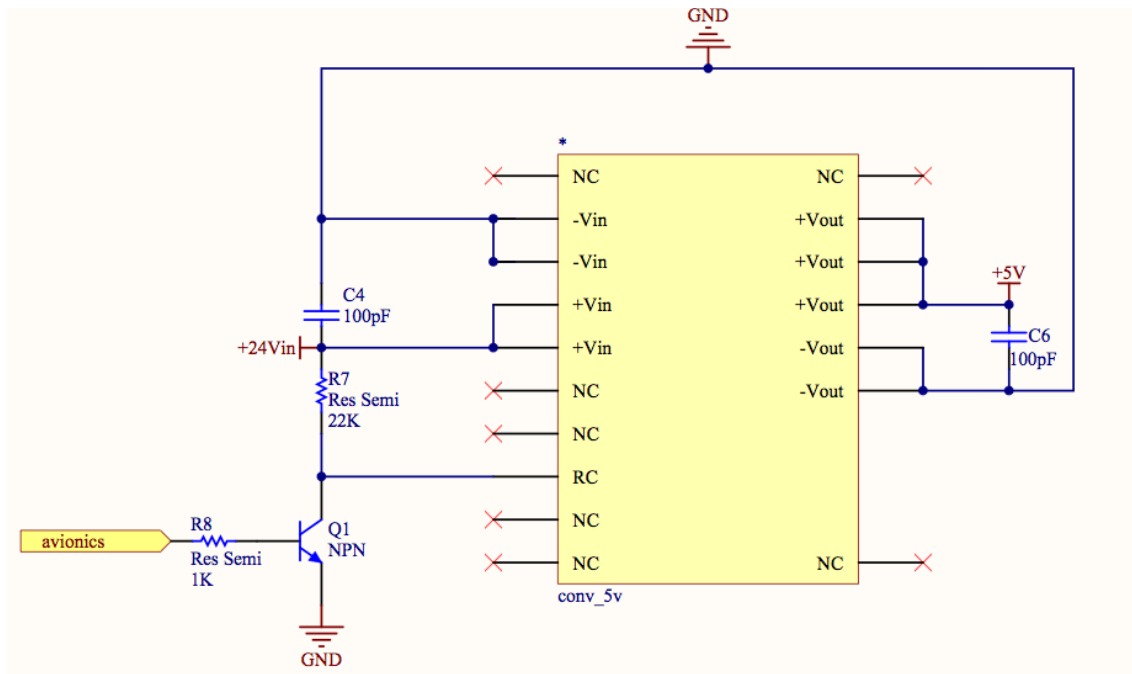 GND
*
NC
NC
-Vin
+Vout
-Vin
+Vout
+5V
C4
100pF
+Vin
+Vout
C6
100pF
+24Vin
+Vin
-Vout
R7
Res Semi
22K
NC
-Vout
NC
RC
R8
Res Semi
1K
avionics
Q1
NPN
NC
NC
NC
conv_5v
GND